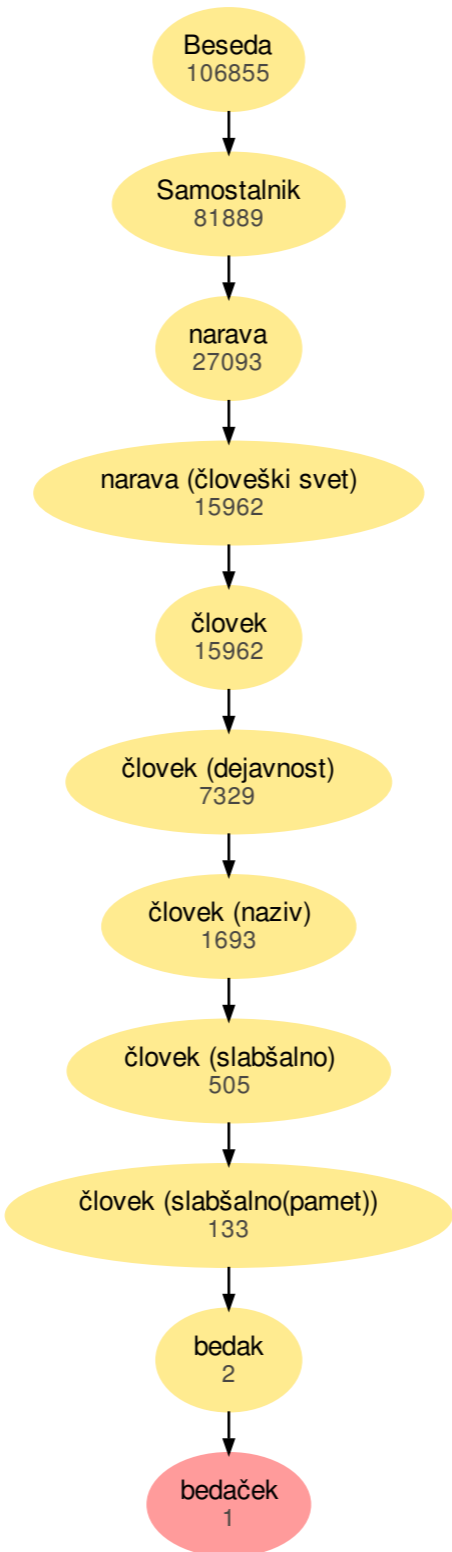 Beseda
106855
Samostalnik
81889
narava
27093
narava (človeški svet)
15962
človek
15962
človek (dejavnost)
7329
človek (naziv)
1693
človek (slabšalno)
505
človek (slabšalno(pamet))
133
bedak
2
bedaček
1